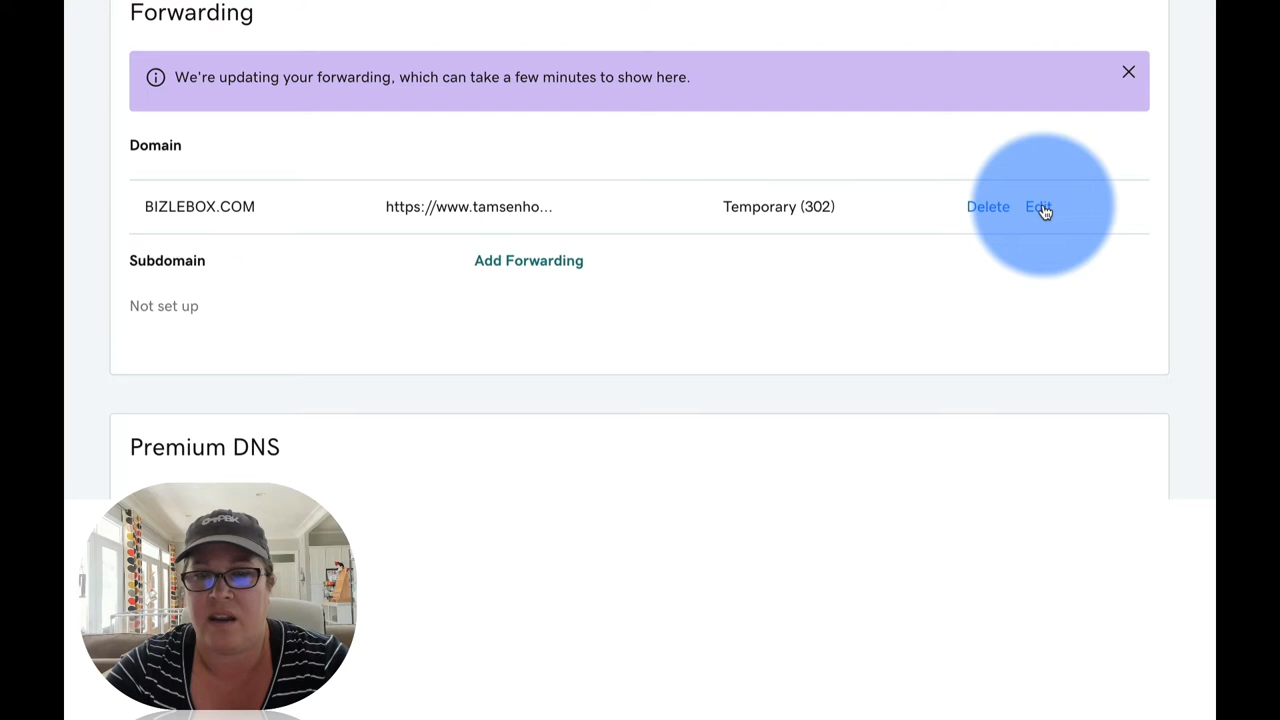 Forwarding
We're updating your forwarding, which can take a few minutes to show here.
Domain
BIZLEBOX.COM https://www.tamsenho... Temporary (302) Delete Edit
Subdomain Add Forwarding
Not set up
Premium DNS